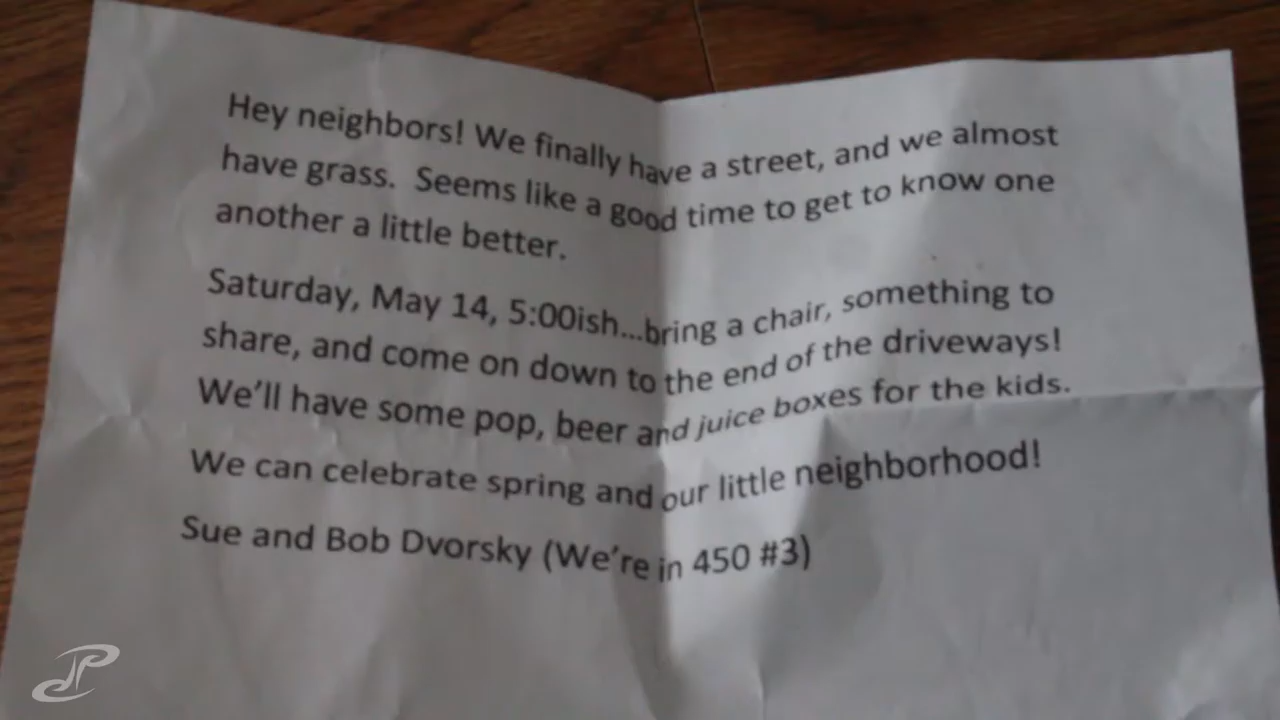 Hey neighbors! We finally have a street, and we almost
have grass.  Seems like a good time to get to know one
another a little better.
Saturday, May 14, 5:00ish...bring a chair, something to
share, and come on down to the end of the driveways!
We'll have some pop, beer and juice boxes for the kids.
We can celebrate spring and our little neighborhood!
Sue and Bob Dvorsky (We're in 450 #3)